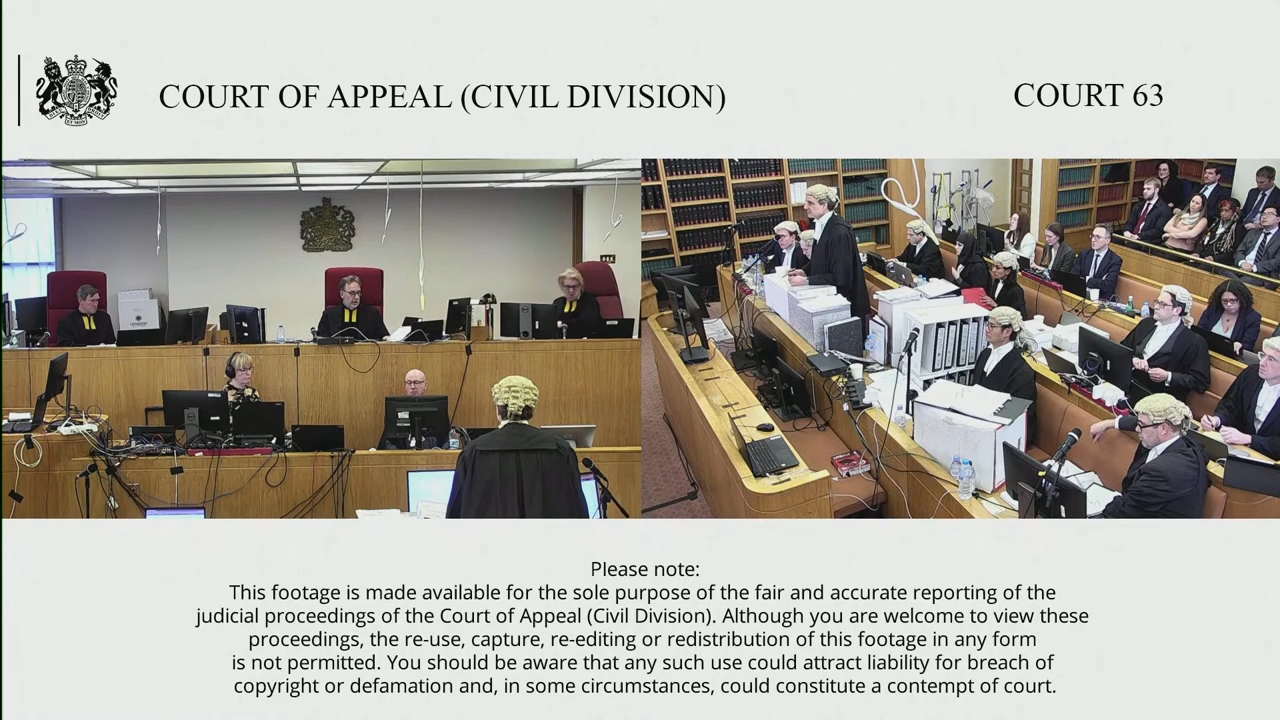 COURT OF APPEAL (CIVIL DIVISION)
COURT 63
Please note:
This footage is made available for the sole purpose of the fair and accurate reporting of the
judicial proceedings of the Court of Appeal (Civil Division). Although you are welcome to view these
proceedings, the re-use, capture, re-editing or redistribution of this footage in any form
is not permitted. You should be aware that any such use could attract liability for breach of
copyright or defamation and, in some circumstances, could constitute a contempt of court.